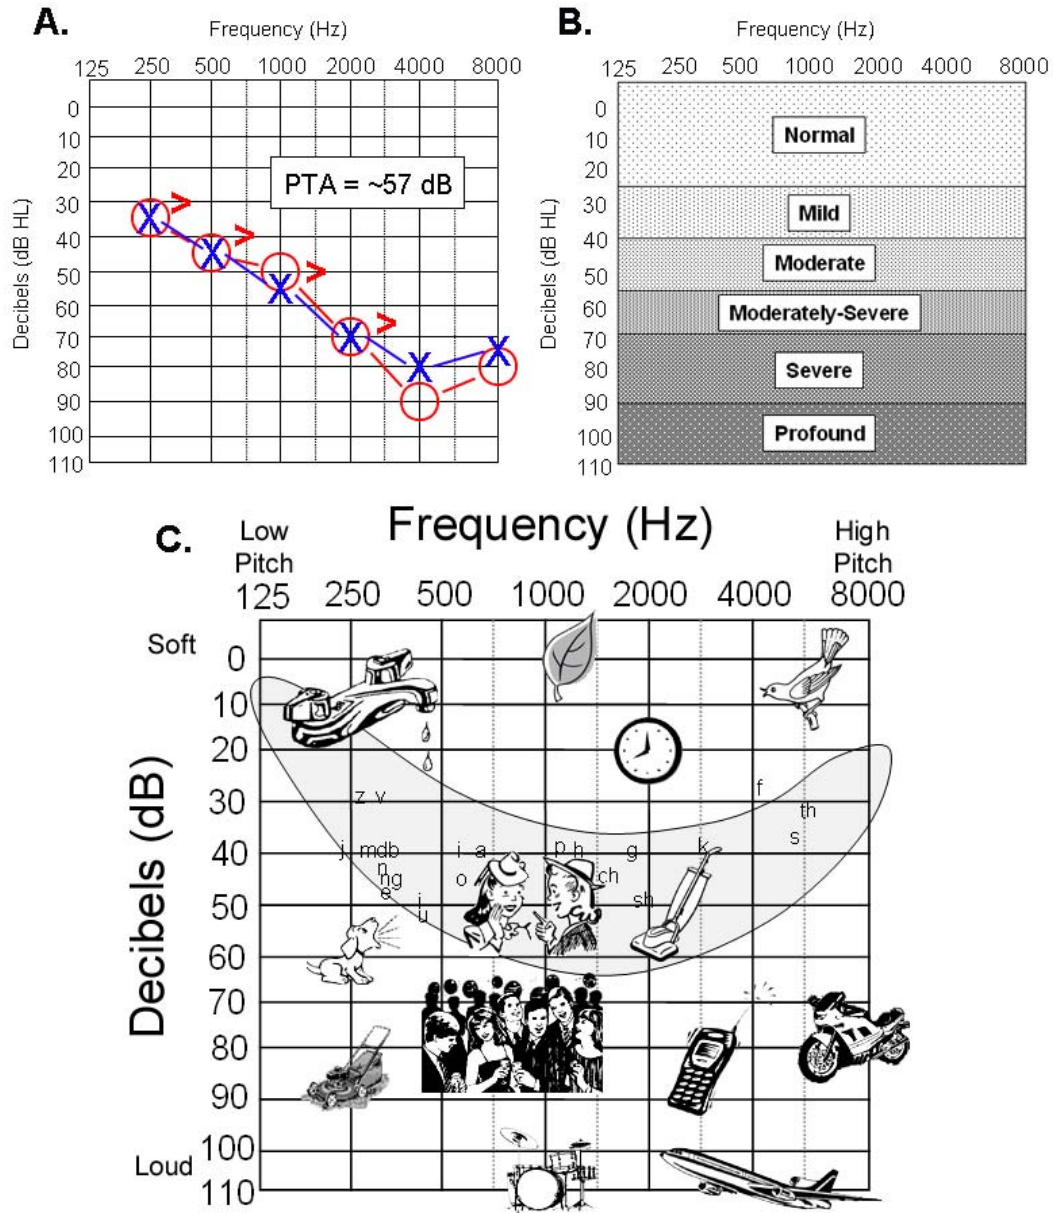 A.
Frequency (Hz)
125 250 500 1000 2000 4000 8000
Decibels (dB HL)
0
10
20
30
40
50
60
70
80
90
100
110
PTA = ~57 dB
X > X > X > X > X X
B.
Frequency (Hz)
125 250 500 1000 2000 4000 8000
Decibels (dB HL)
0
10
20
30
40
50
60
70
80
90
100
110
Normal
Mild
Moderate
Moderately-Severe
Severe
Profound
C.
Frequency (Hz)
Low Pitch
High Pitch
125 250 500 1000 2000 4000 8000
Soft
Decibels (dB)
0
10
20
30
40
50
60
70
80
90
100
110
Loud
z v f
th
s
j mdb i a p h g k
n
ng o ch
e i sh
u